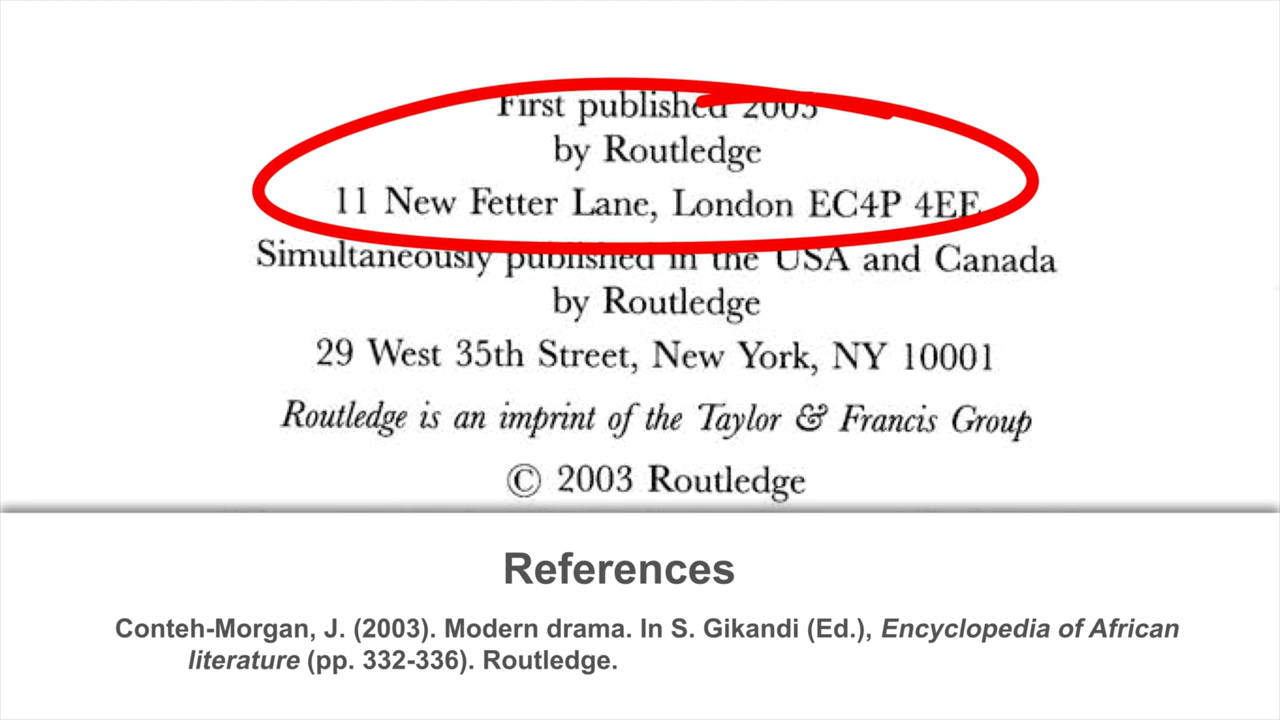 First published 2003
by Routledge
11 New Fetter Lane, London EC4P 4EE
Simultaneously published in the USA and Canada
by Routledge
29 West 35th Street, New York, NY 10001
Routledge is an imprint of the Taylor & Francis Group
© 2003 Routledge
References
Conteh-Morgan, J. (2003). Modern drama. In S. Gikandi (Ed.), Encyclopedia of African
literature (pp. 332-336). Routledge.